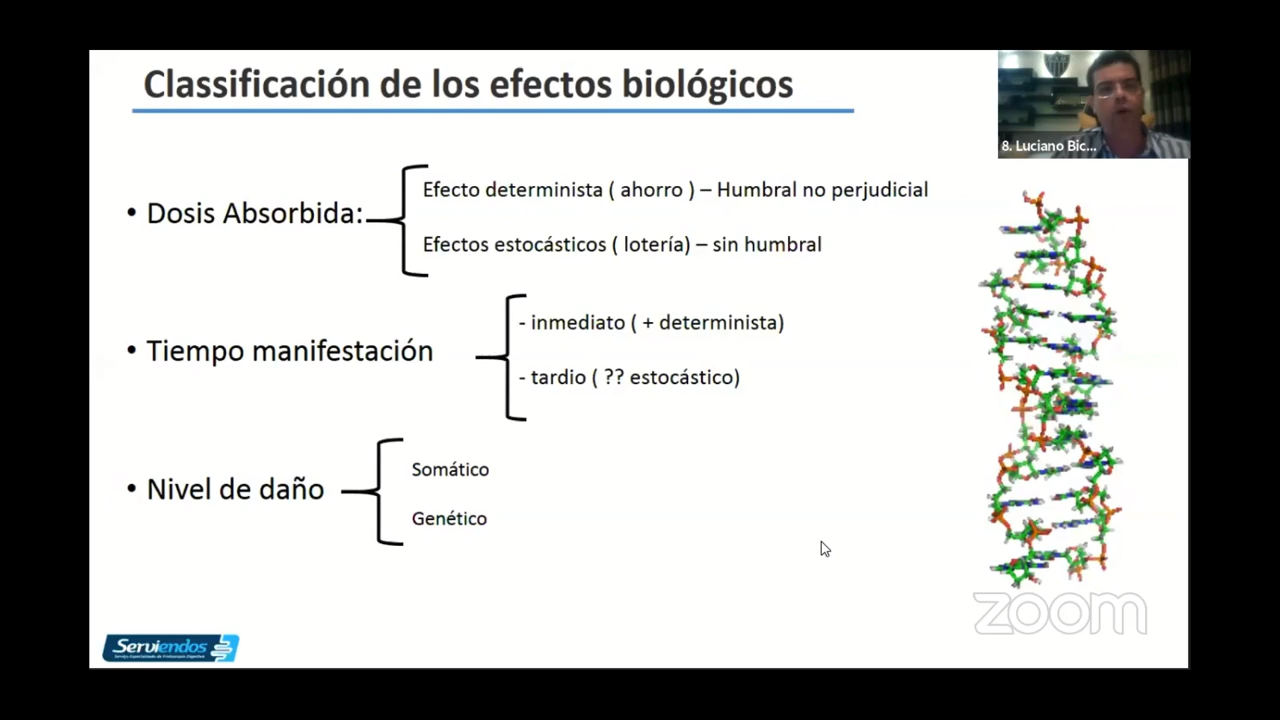 Classificación de los efectos biológicos
8. Luciano Bic...
• Dosis Absorbida:
Efecto determinista ( ahorro ) – Humbral no perjudicial
Efectos estocásticos ( lotería) – sin humbral
• Tiempo manifestación
- inmediato ( + determinista)
- tardio ( ?? estocástico)
• Nivel de daño
Somático
Genético
zoom
Serviendos